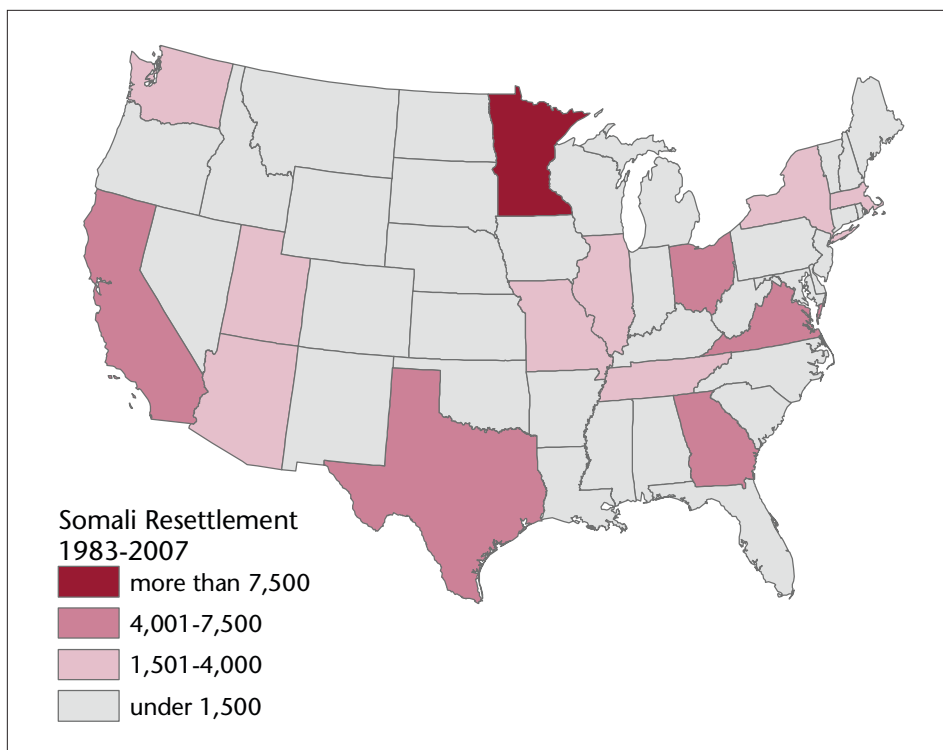 Somali Resettlement
1983-2007
more than 7,500
4,001-7,500
1,501-4,000
under 1,500